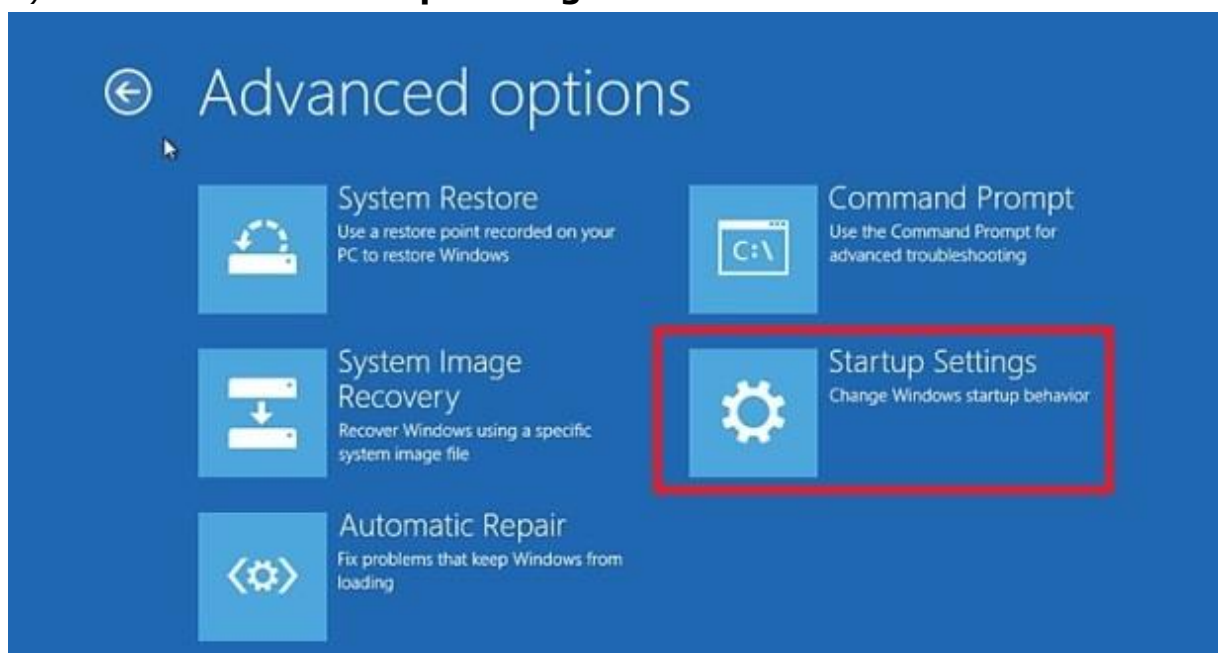 Advanced options
System Restore
Use a restore point recorded on your
PC to restore Windows
Command Prompt
Use the Command Prompt for
advanced troubleshooting
C:\
System Image
Recovery
Recover Windows using a specific
system image file
Startup Settings
Change Windows startup behavior
Automatic Repair
Fix problems that keep Windows from
loading